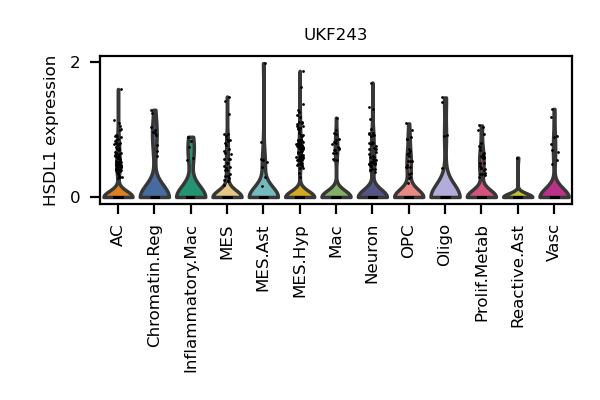 UKF243
HSDL1 expression
2
0
AC
Chromatin.Reg
Inflammatory.Mac
MES
MES.Ast
MES.Hyp
Mac
Neuron
OPC
Oligo
Prolif.Metab
Reactive.Ast
Vasc